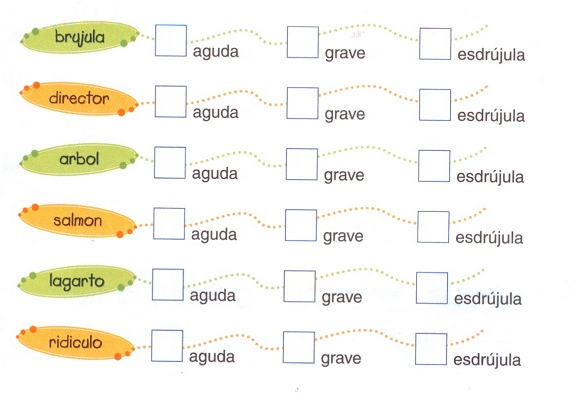 brujula aguda grave esdrújula
director aguda grave esdrújula
arbol aguda grave esdrújula
salmon aguda grave esdrújula
lagarto aguda grave esdrújula
ridiculo aguda grave esdrújula